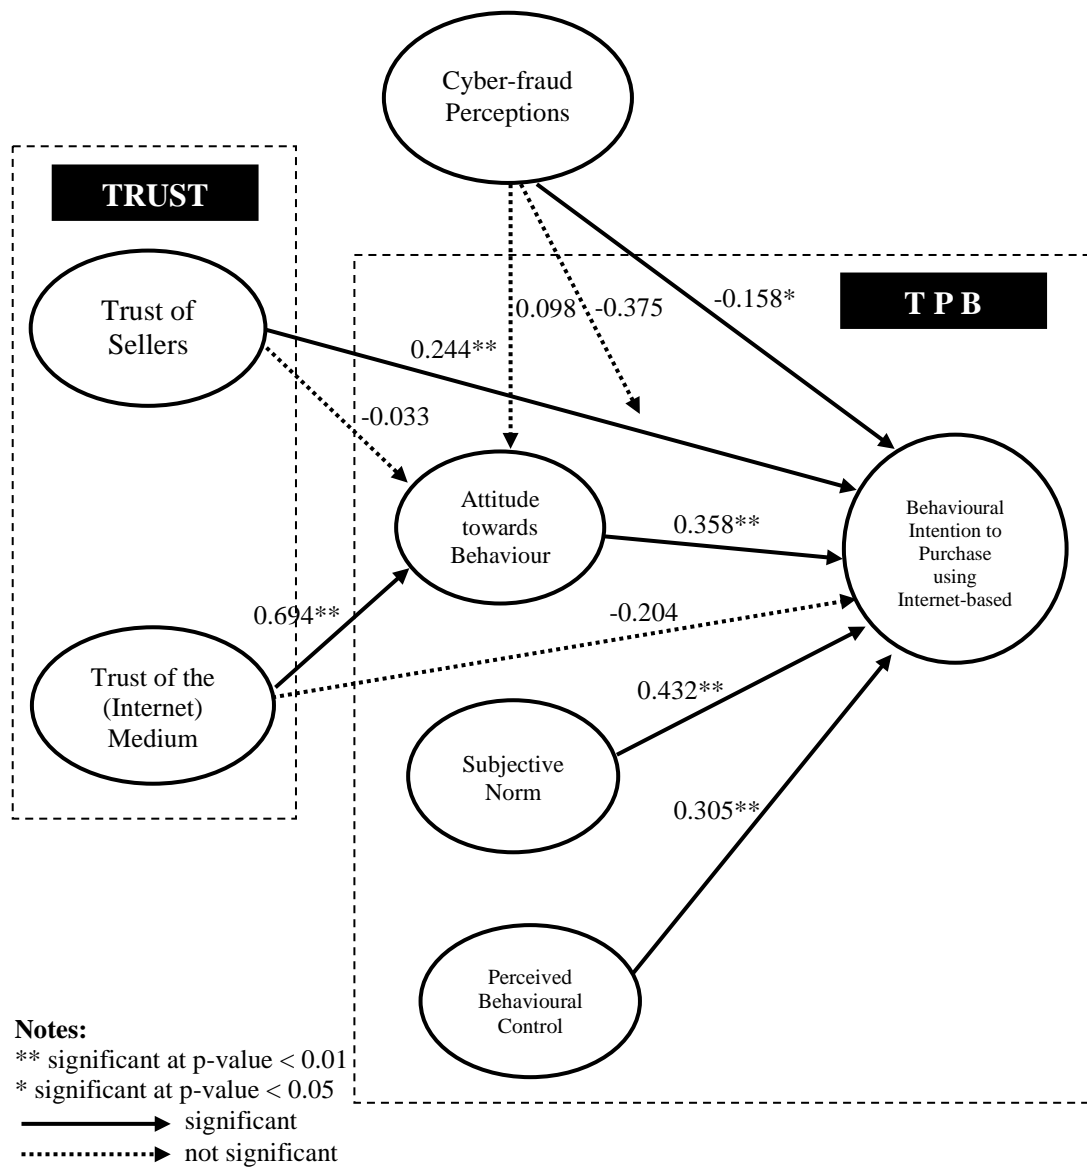 Cyber-fraud
Perceptions
TRUST
Trust of
Sellers
T P B
-0.158*
0.098
-0.375
0.244**
-0.033
Attitude
towards
Behaviour
0.358**
Behavioural
Intention to
Purchase
using
Internet-based
0.694**
-0.204
Trust of the
(Internet)
Medium
0.432**
Subjective
Norm
0.305**
Perceived
Behavioural
Control
Notes:
** significant at p-value < 0.01
* significant at p-value < 0.05
significant
not significant